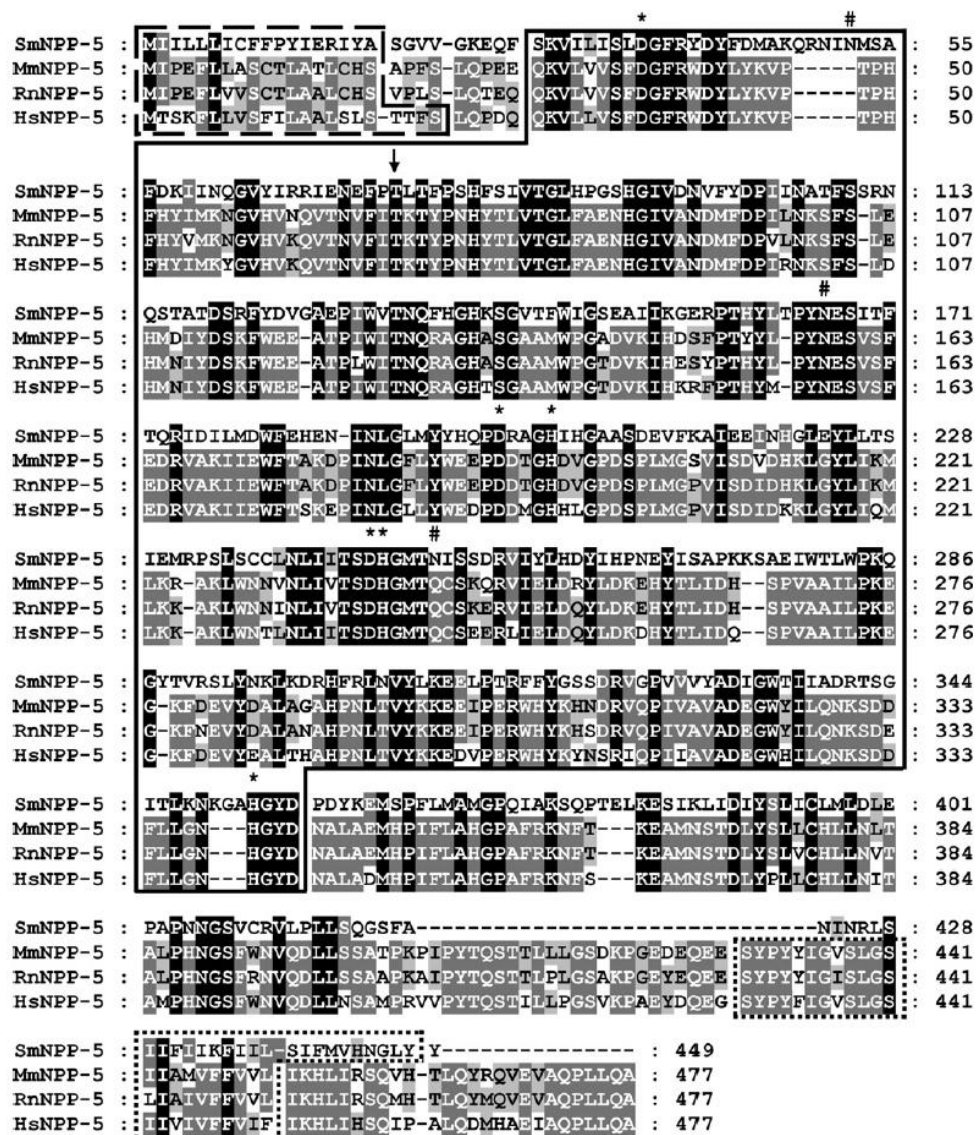 * #
SmNPP-5 : MIILLLICFFPYIERIYA SGVV-GKEQF SKVILISLDGFRYDYFDMAKQRNINMSA : 55
MmNPP-5 : MIPEFLLASCTLATLCHS APFS-LQPEE QKVLVVSFDGFRWDYLYKVP-----TPH : 50
RnNPP-5 : MIPEFLVVSCTLAALCHS VPLS-LQTEQ QKVLVVSFDGFRWDYLYKVP-----TPH : 50
HsNPP-5 : MTSKFLLVSFILAALSLS-TTFS LQPDQ QKVLLVSFDGFRWDYLYKVP-----TPH : 50
↓
SmNPP-5 : FDKIINQGVYIRRIENEFPTLTFPSHFSIVTGLHPGSHGIVDNVFYDPIINATFSSRN : 113
MmNPP-5 : FHYIMKNGVHVNQVTNVFITKTYPNHYTLVTGLFAENHGIVANDMFDPILNKSFS-LE : 107
RnNPP-5 : FHYVMKNGVHVKQVTNVFITKTYPNHYTLVTGLFAENHGIVANDMFDPVLNKSFS-LE : 107
HsNPP-5 : FHYIMKYGVHVKQVTNVFITKTYPNHYTLVTGLFAENHGIVANDMFDPIRNKSFS-LD : 107
#
SmNPP-5 : QSTATDSRFYDVGAEPIWVTNQFHGHKSGVTFWIGSEAIIKGERPTHYLTPYNESITF : 171
MmNPP-5 : HMDIYDSKFWEE-ATPIWITNQRAGHASGAAMWPGADVKIHDSFPTYYL-PYNESVSF : 163
RnNPP-5 : HMNIYDSKFWEE-ATPLWITNQRAGHASGAAMWPGTDVKIHESYPTHYL-PYNESVSF : 163
HsNPP-5 : HMNIYDSKFWEE-ATPIWITNQRAGHTSGAAMWPGTDVKIHKRFPTHYM-PYNESVSF : 163
* *
SmNPP-5 : TQRIDILMDWFEHEN-INLGLMYYHQPDRAGHIHGAASDEVFKAIEEINHGLEYLLTS : 228
MmNPP-5 : EDRVAKIIEWFTAKDPINLGFLYWEEPDDTGHDVGPDSPLMGSVISDVDHKLGYLIKM : 221
RnNPP-5 : EDRVAKIIEWFTAKDPINLGFLYWEEPDDTGHDVGPDSPLMGPVISDIDHKLGYLIKM : 221
HsNPP-5 : EDRVAKIIEWFTSKEPINLGLLYWEDPDDMGHHLGPDSPLMGPVISDIDKKLGYLIQM : 221
** #
SmNPP-5 : IEMRPSLSCCLNLIITSDHGMTNISSDRVIYLHDYIHPNEYISAPKKSAEIWTLWPKQ : 286
MmNPP-5 : LKR-AKLWNNVNLIVTSDHGMTQCSKQRVIELDRYLDKEHYTLIDH--SPVAAILPKE : 276
RnNPP-5 : LKK-AKLWNNINLIVTSDHGMTQCSKERVIELDQYLDKEHYTLIDH--SPVAAILPKE : 276
HsNPP-5 : LKK-AKLWNTLNLIITSDHGMTQCSEERLIELDQYLDKDHYTLIDQ--SPVAAILPKE : 276
SmNPP-5 : GYTVRSLYNKLKDRHFRLNVYLKEELPTRFFYGSSDRVGPVVVYADIGWTIIADRTSG : 344
MmNPP-5 : G-KFDEVYDALAGAHPNLTVYKKEEIPERWHYKHNDRVQPIVAVADEGWYILQNKSDD : 333
RnNPP-5 : G-KFNEVYDALANAHPNLTVYKKEEIPERWHYKHSDRVQPIVAVADEGWYILQNKSDE : 333
HsNPP-5 : G-KFDEVYEALTHAHPNLTVYKKEDVPERWHYKYNSRIQPIIAVADEGWHILQNKSDD : 333
*
SmNPP-5 : ITLKNKGAHGYD PDYKEMSPFLMAMGPQIAKSQPTELKESIKLIDIYSLICLMLDLE : 401
MmNPP-5 : FLLGN---HGYD NALAEMHPIFLAHGPAFRKNFT---KEAMNSTDLYSLLCHLLNLT : 384
RnNPP-5 : FLLGN---HGYD NALAEMHPIFLAHGPAFRKNFT---KEAMNSTDLYSLVCHLLNVT : 384
HsNPP-5 : FLLGN---HGYD NALADMHPIFLAHGPAFRKNFS---KEAMNSTDLYPLLCHLLNIT : 384
SmNPP-5 : PAPNNGSVCRVLPLLSQGSFA-------------------------------NINRLS : 428
MmNPP-5 : ALPHNGSFWNVQDLLSSATPKPIPYTQSTTLLLGSDKPGEDEQEE SYPYYIGVSLGS : 441
RnNPP-5 : ALPHNGSFRNVQDLLSSAAPKAIPYTQSTTLPLGSAKPGEYEQEE SYPYYIGISLGS : 441
HsNPP-5 : AMPHNGSFWNVQDLLNSAMPRVVPYTQSTILLPGSVKPAEYDQEG SYPYFIGVSLGS : 441
SmNPP-5 : IIFIIKFIIL-SIFMVHNGLY Y--------------- : 449
MmNPP-5 : IIAMVFFVVL IKHLIRSQVH-TLQYRQVEVAQPLLQA : 477
RnNPP-5 : LIAIVFFVVL IKHLIRSQMH-TLQYMQVEVAQPLLQA : 477
HsNPP-5 : IIVIVFFVIF IKHLIHSQIP-ALQDMHAEIAQPLLQA : 477